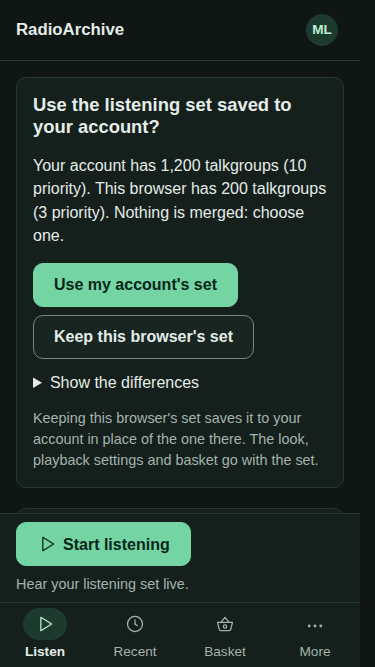 RadioArchive
ML
Use the listening set saved to
your account?
Your account has 1,200 talkgroups (10
priority). This browser has 200 talkgroups
(3 priority). Nothing is merged: choose
one.
Use my account's set
Keep this browser's set
Show the differences
Keeping this browser's set saves it to your
account in place of the one there. The look,
playback settings and basket go with the set.
Start listening
Hear your listening set live.
Listen
Recent
Basket
More